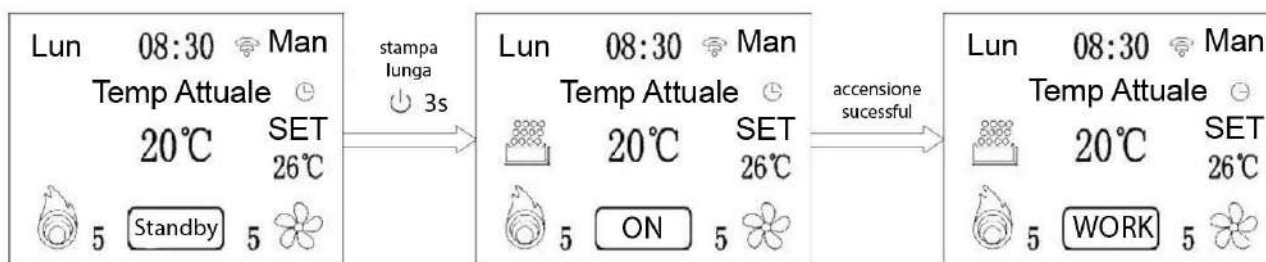 Lun 08:30 Man
Temp Attuale
20℃
SET
26℃
5 Standby 5
stampa
lunga
3s
Lun 08:30 Man
Temp Attuale
20℃
SET
26℃
5 ON 5
accensione
sucessful
Lun 08:30 Man
Temp Attuale
20℃
SET
26℃
5 WORK 5